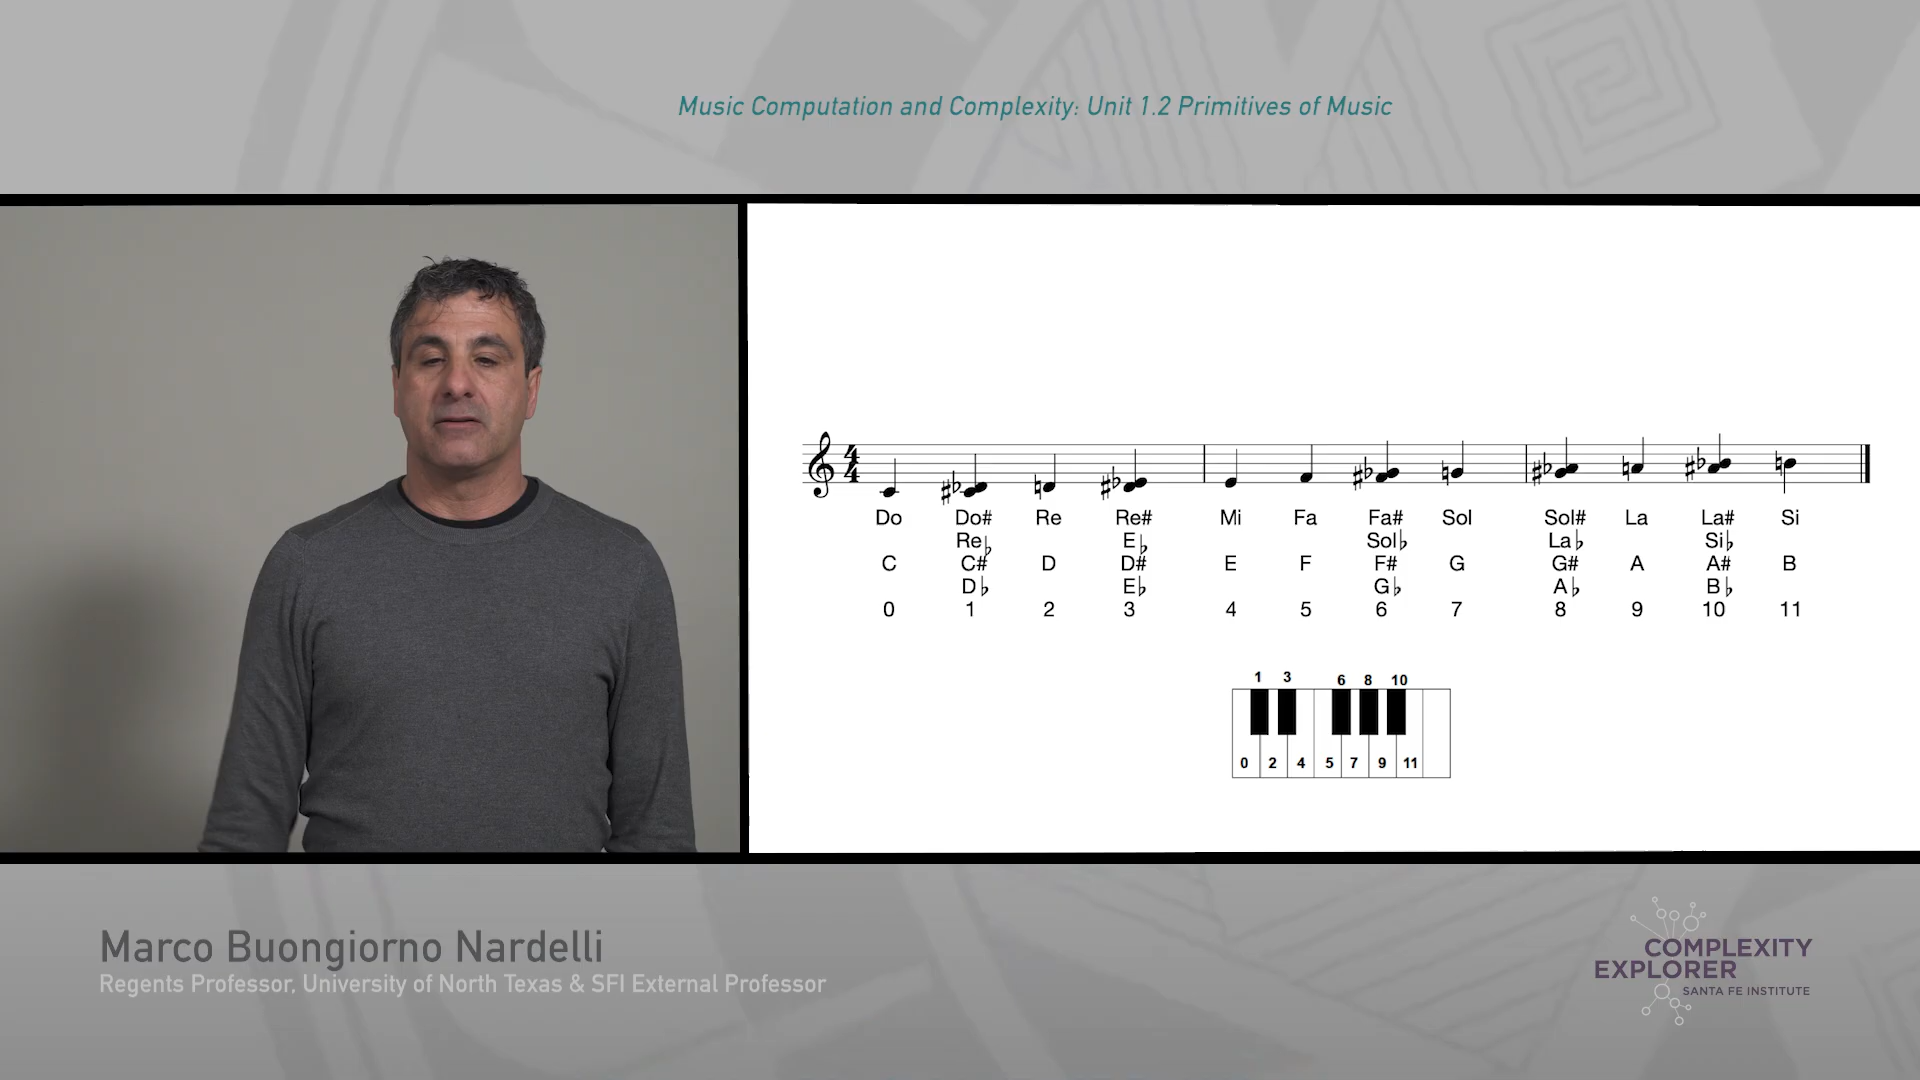 Music Computation and Complexity: Unit 1.2 Primitives of Music
4
4
Do Do# Re Re# Mi Fa Fa# Sol Sol# La La# Si
Re♭ E♭ Sol♭ La♭ Si♭
C C# D D# E F F# G G# A A# B
D♭ E♭ G♭ A♭ B♭
0 1 2 3 4 5 6 7 8 9 10 11
1 3 6 8 10
0 2 4 5 7 9 11
Marco Buongiorno Nardelli
Regents Professor, University of North Texas & SFI External Professor
COMPLEXITY
EXPLORER
SANTA FE INSTITUTE